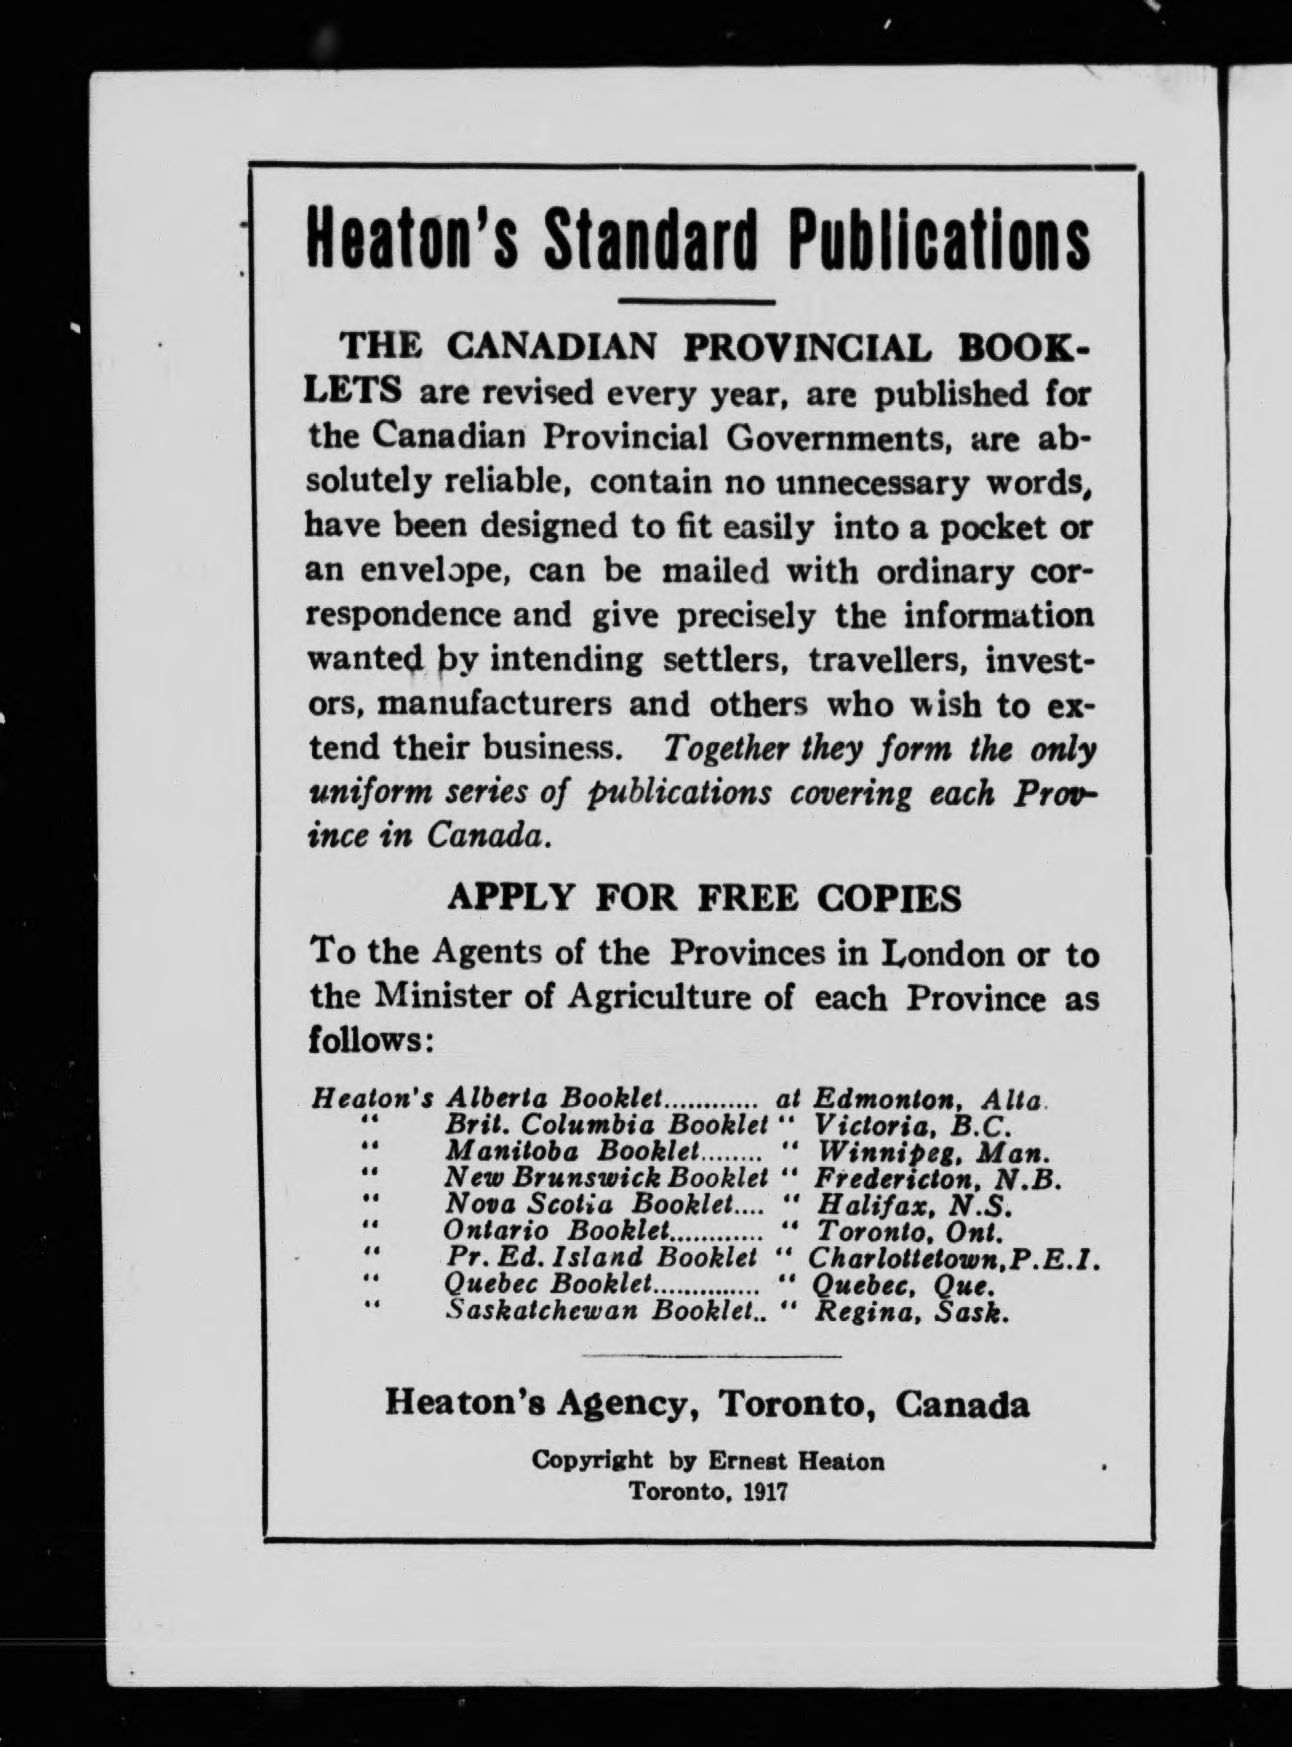 Heaton's Standard Publications
THE CANADIAN PROVINCIAL BOOK-
LETS are revised every year, are published for
the Canadian Provincial Governments, are ab-
solutely reliable, contain no unnecessary words,
have been designed to fit easily into a pocket or
an envelope, can be mailed with ordinary cor-
respondence and give precisely the information
wanted by intending settlers, travellers, invest-
ors, manufacturers and others who wish to ex-
tend their business. Together they form the only
uniform series of publications covering each Prov-
ince in Canada.
APPLY FOR FREE COPIES
To the Agents of the Provinces in London or to
the Minister of Agriculture of each Province as
follows:
Heaton's Alberta Booklet............ at Edmonton, Alta.
" Brit. Columbia Booklet " Victoria, B.C.
" Manitoba Booklet........ " Winnipeg, Man.
" New Brunswick Booklet " Fredericton, N.B.
" Nova Scotia Booklet.... " Halifax, N.S.
" Ontario Booklet............ " Toronto, Ont.
" Pr. Ed. Island Booklet " Charlottetown, P.E.I.
" Quebec Booklet.............. " Quebec, Que.
" Saskatchewan Booklet.. " Regina, Sask.
Heaton's Agency, Toronto, Canada
Copyright by Ernest Heaton
Toronto, 1917